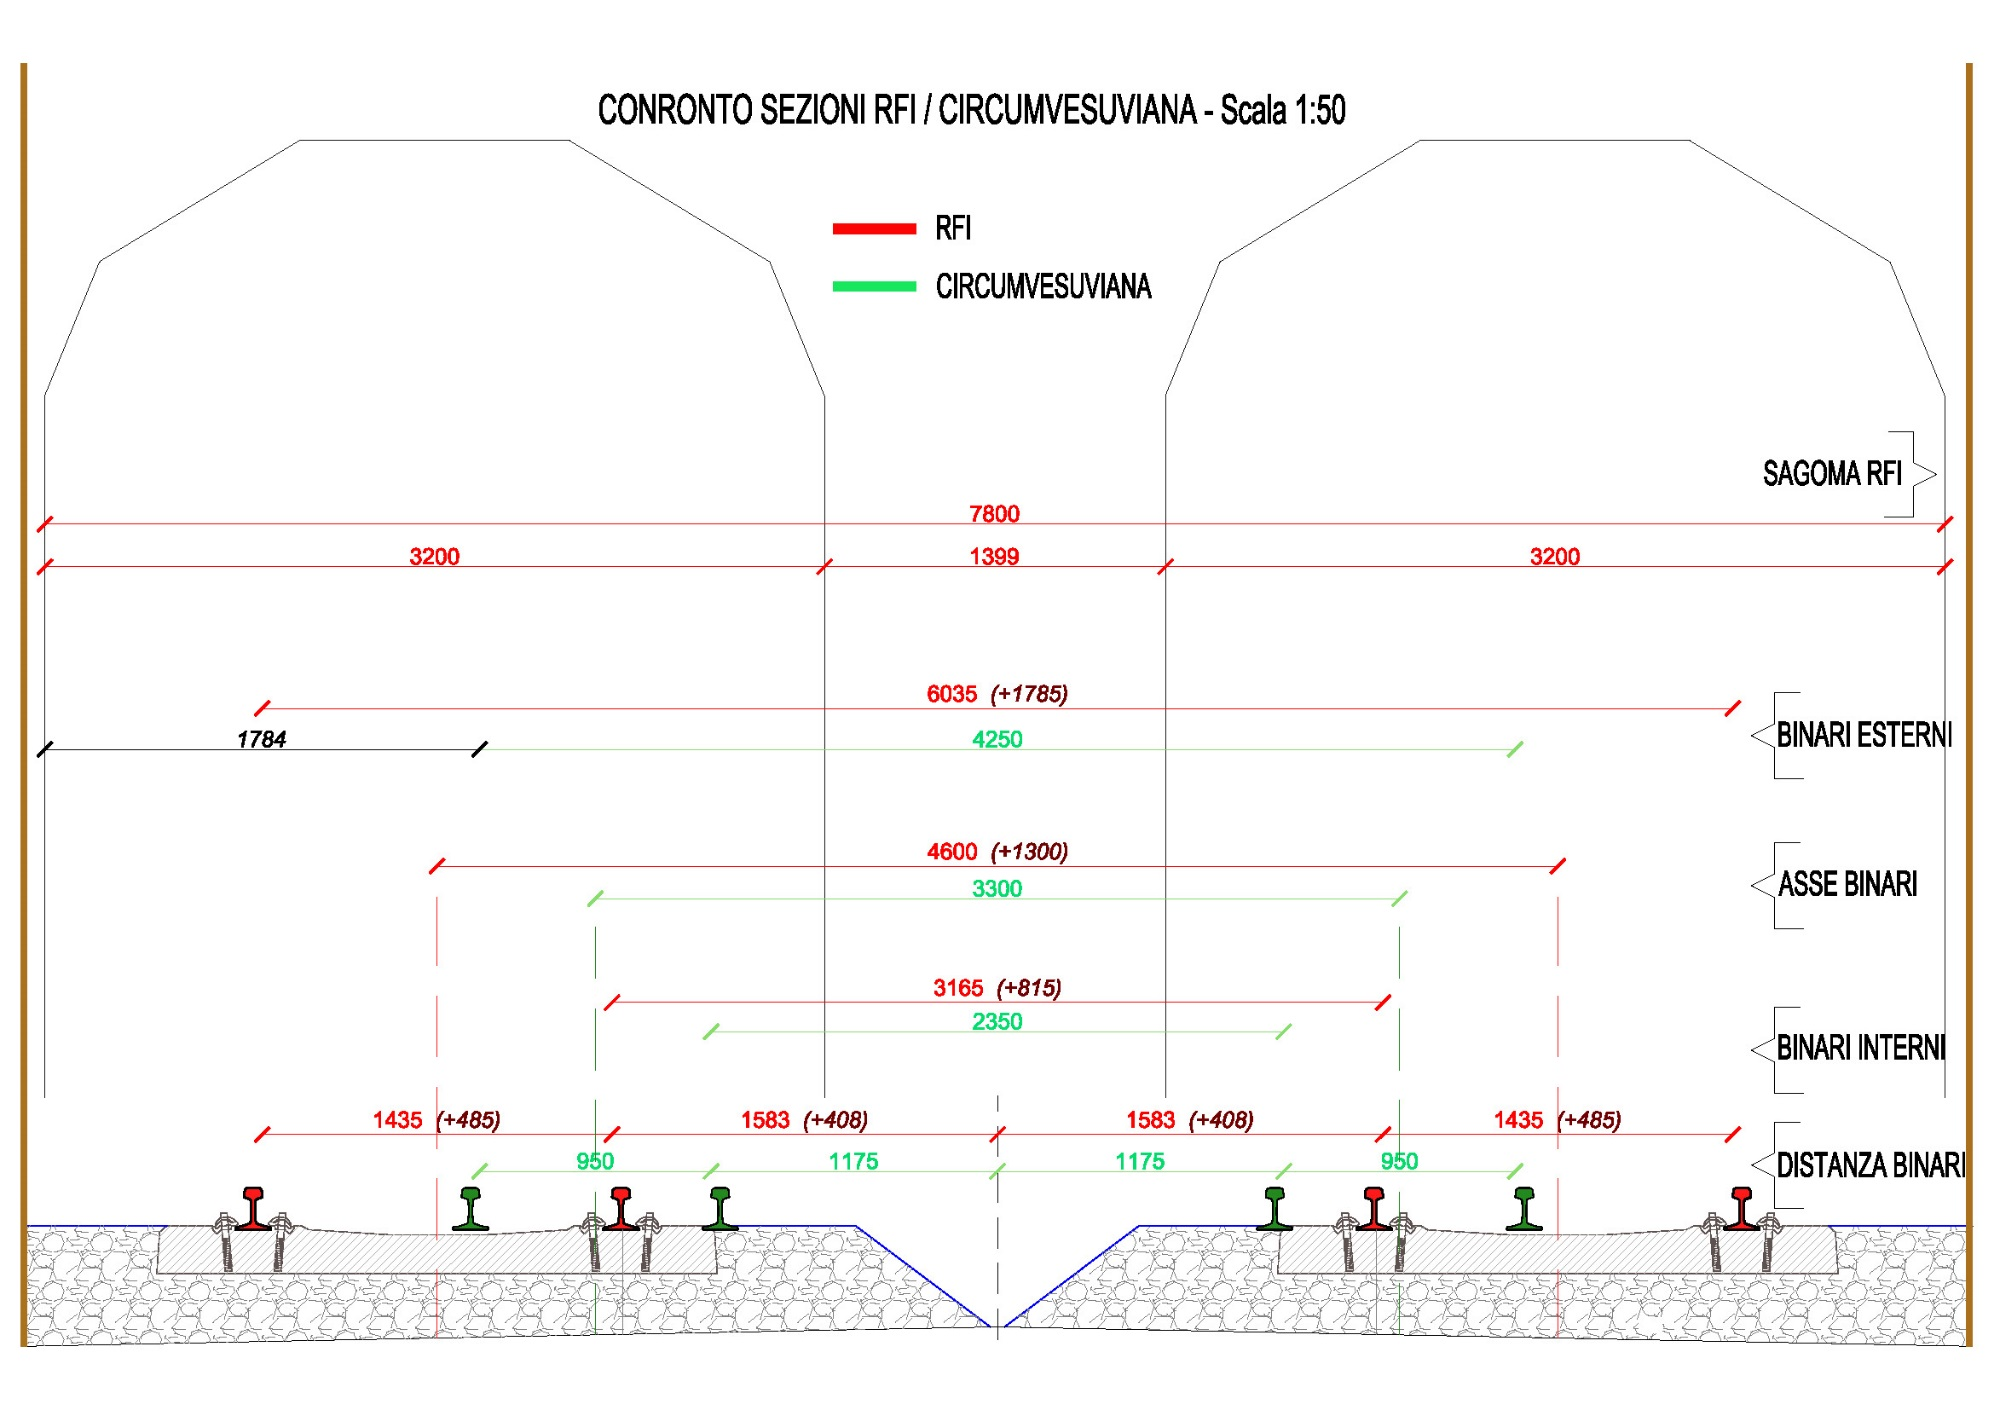 CONRONTO SEZIONI RFI / CIRCUMVESUVIANA - Scala 1:50
RFI
CIRCUMVESUVIANA
SAGOMA RFI
7800
3200
1399
3200
6035 (+1785)
BINARI ESTERNI
1784
4250
4600 (+1300)
ASSE BINARI
3300
3165 (+815)
2350
BINARI INTERNI
1435 (+485)
1583 (+408)
1583 (+408)
1435 (+485)
950
1175
1175
950
DISTANZA BINARI